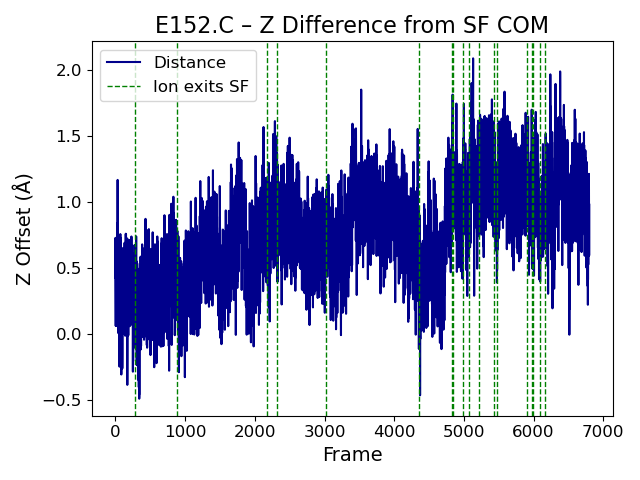 E152.C – Z Difference from SF COM
Distance
Ion exits SF
Z Offset (Å)
2.0
1.5
1.0
0.5
0.0
−0.5
0 1000 2000 3000 4000 5000 6000 7000
Frame